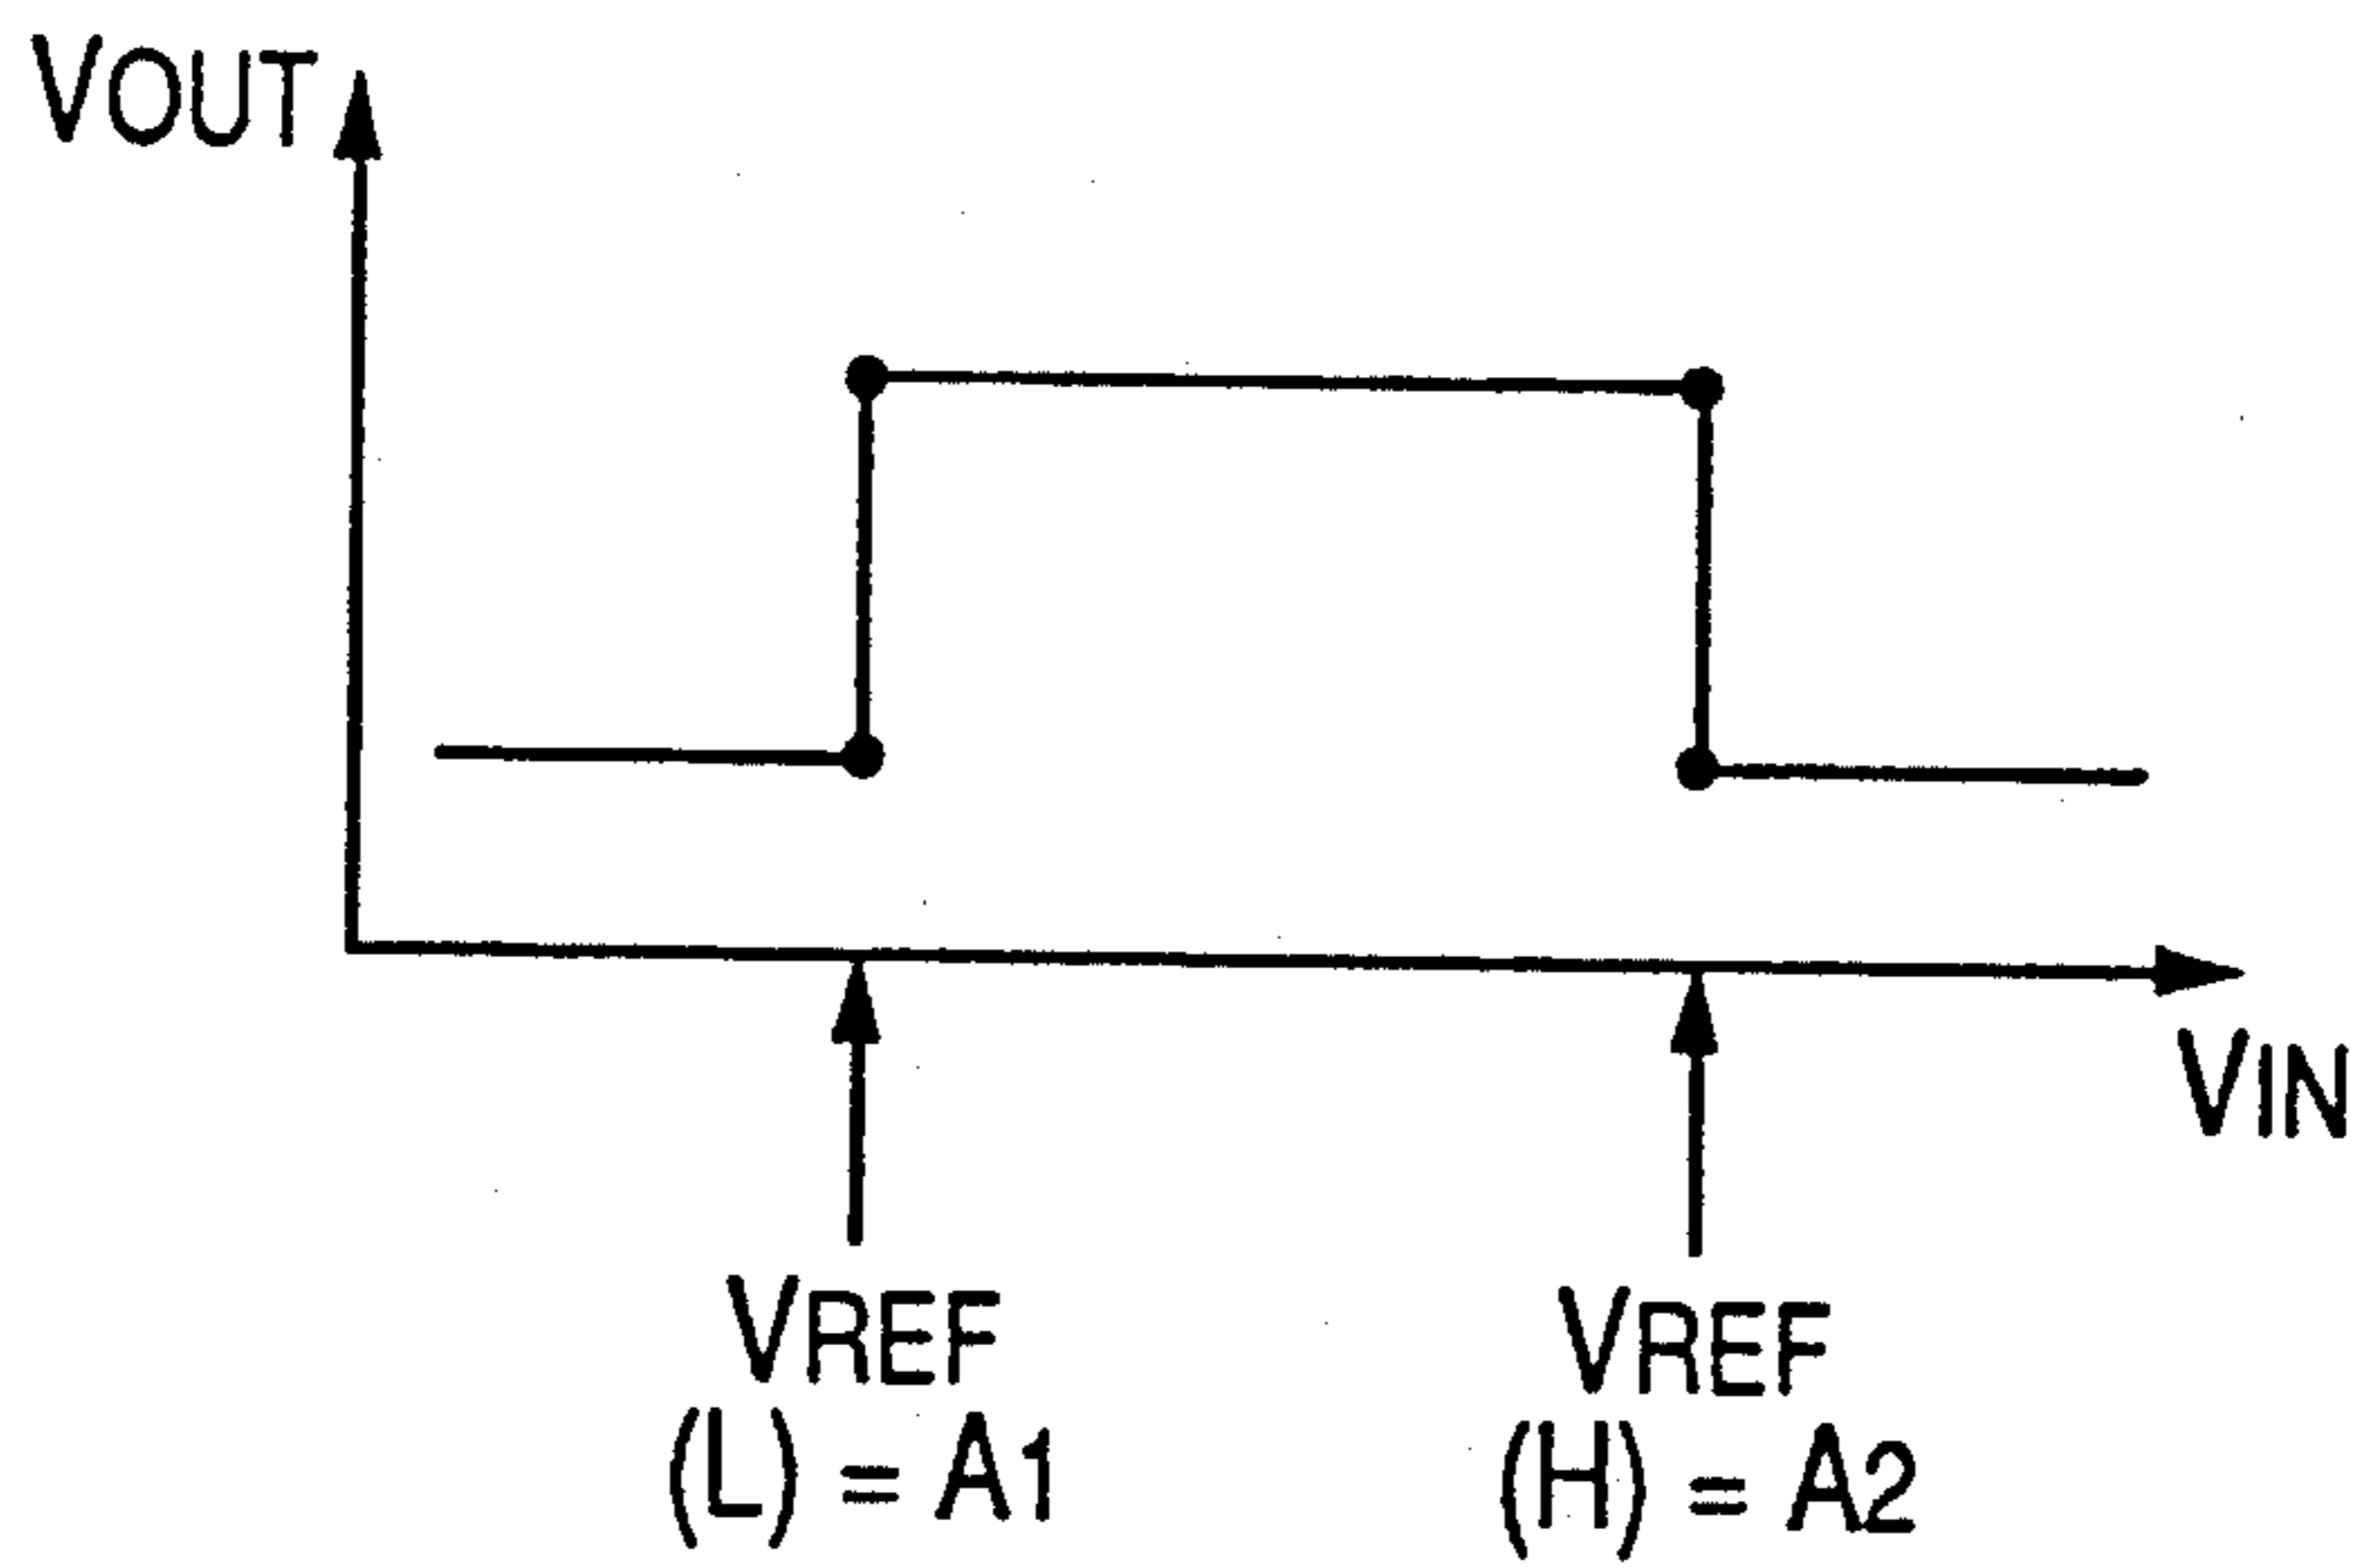 VOUT
VIN
VREF
(L) = A1
VREF
(H) = A2